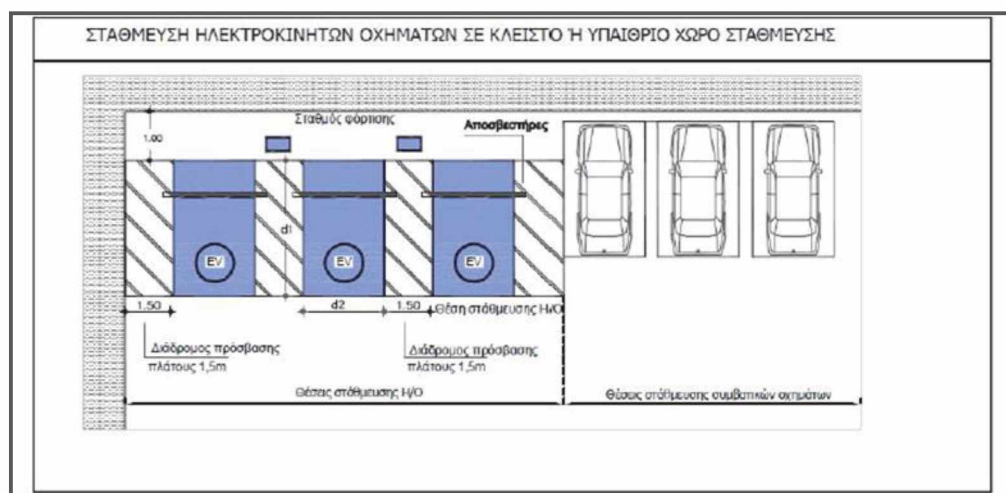 ΣΤΑΘΜΕΥΣΗ ΗΛΕΚΤΡΟΚΙΝΗΤΩΝ ΟΧΗΜΑΤΩΝ ΣΕ ΚΛΕΙΣΤΟ Ή ΥΠΑΙΘΡΙΟ ΧΩΡΟ ΣΤΑΘΜΕΥΣΗΣ
Σταθμός φόρτισης
Αποσβεστήρες
1.00
d1
EV
EV
EV
1.50
d2
1.50
Θέση στάθμευσης Η/Ο
Διάδρομος πρόσβασης
πλάτους 1,5m
Διάδρομος πρόσβασης
πλάτους 1,5m
Θέσεις στάθμευσης Η/Ο
Θέσεις στάθμευσης συμβατικών οχημάτων